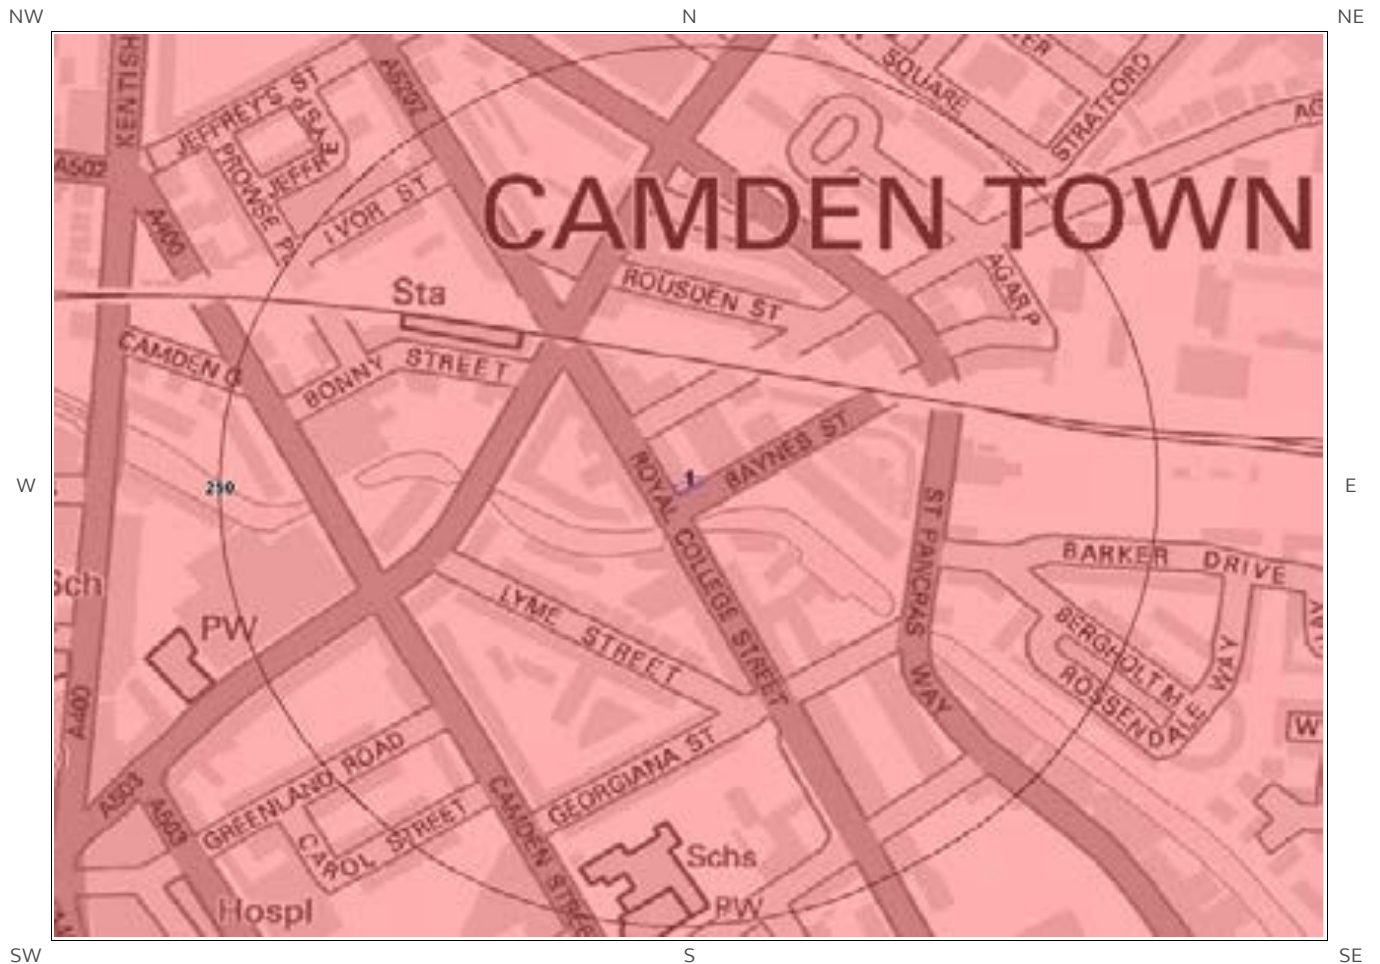 NW
N
NE
KENTISH
JEFFREY'S ST
A5202
SQUARE
STRATFORD
A502
PROWSE PL
JEFFRE
IVOR ST
A400
CAMDEN TOWN
AGAR P
ROUSDEN ST
Sta
CAMDEN G
BONNY STREET
BAYNES ST
1
W
250
E
ROYAL COLLEGE STREET
ST PANCRAS WAY
BARKER DRIVE
Sch
LYME STREET
PW
BERGHOLT M
ROSSENDALE WAY
A400
W
GREENLAND ROAD
GEORGIANA ST
A503
A503
CAROL STREET
CAMDEN STREE
Schs
Hospl
PW
SW
S
SE